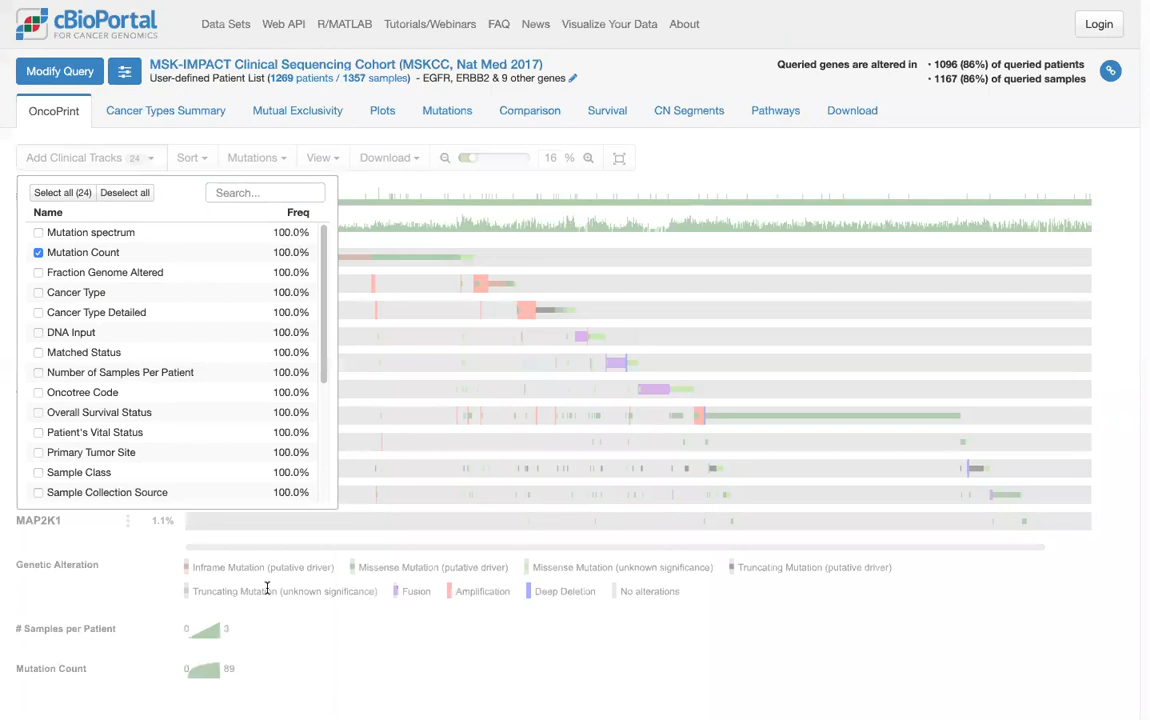 cBioPortal
FOR CANCER GENOMICS
Data Sets Web API R/MATLAB Tutorials/Webinars FAQ News Visualize Your Data About
Login
Modify Query
MSK-IMPACT Clinical Sequencing Cohort (MSKCC, Nat Med 2017)
User-defined Patient List (1269 patients / 1357 samples) - EGFR, ERBB2 & 9 other genes
Queried genes are altered in • 1096 (86%) of queried patients
• 1167 (86%) of queried samples
OncoPrint Cancer Types Summary Mutual Exclusivity Plots Mutations Comparison Survival CN Segments Pathways Download
Add Clinical Tracks 24 Sort Mutations View Download 16 %
Select all (24) Deselect all Search...
Name Freq
Mutation spectrum 100.0%
Mutation Count 100.0%
Fraction Genome Altered 100.0%
Cancer Type 100.0%
Cancer Type Detailed 100.0%
DNA Input 100.0%
Matched Status 100.0%
Number of Samples Per Patient 100.0%
Oncotree Code 100.0%
Overall Survival Status 100.0%
Patient's Vital Status 100.0%
Primary Tumor Site 100.0%
Sample Class 100.0%
Sample Collection Source 100.0%
MAP2K1 1.1%
Genetic Alteration Inframe Mutation (putative driver) Missense Mutation (putative driver) Missense Mutation (unknown significance) Truncating Mutation (putative driver)
Truncating Mutation (unknown significance) Fusion Amplification Deep Deletion No alterations
# Samples per Patient 0 3
Mutation Count 0 89